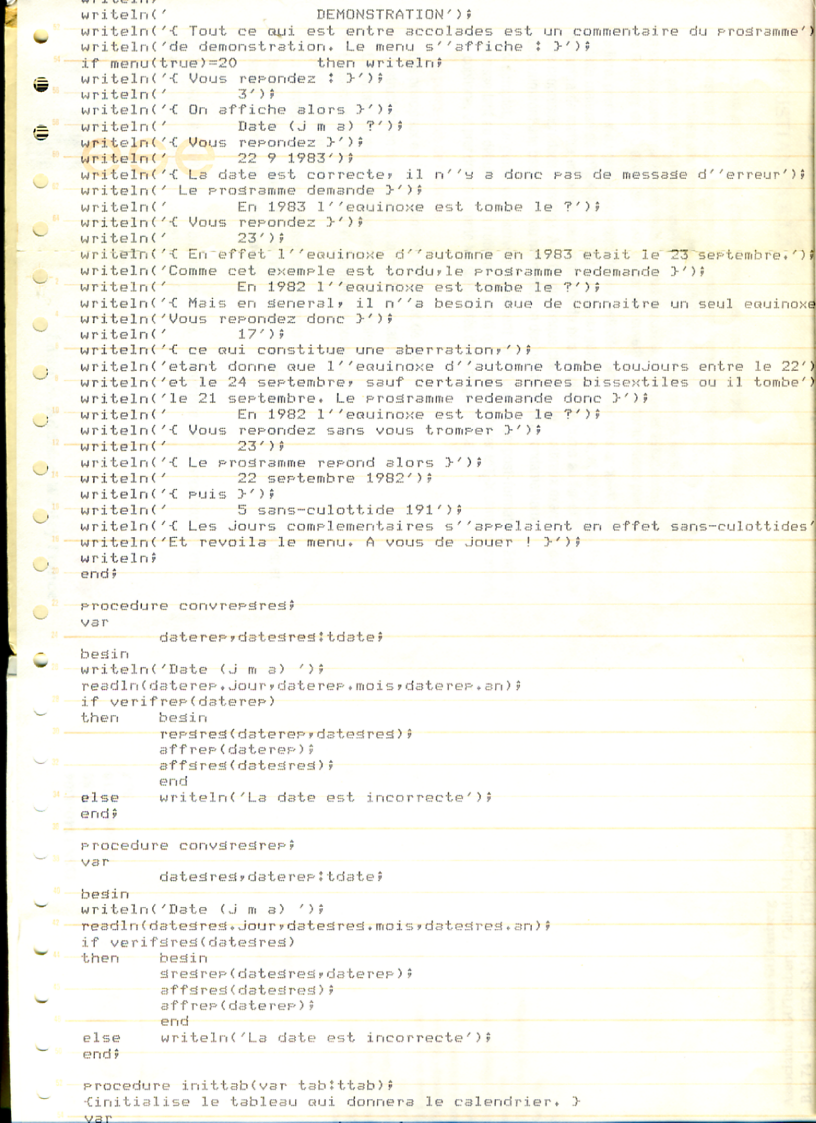 writeln;
writeln('                   DEMONSTRATION');
writeln('{ Tout ce qui est entre accolades est un commentaire du programme')
writeln('de demonstration. Le menu s''affiche : }');
if menu(true)=20          then writeln;
writeln('{ Vous repondez : }');
writeln('         3');
writeln('{ On affiche alors }');
writeln('         Date (j m a) ?');
writeln('{ Vous repondez }');
writeln('         22 9 1983');
writeln('{ La date est correcte, il n''y a donc pas de message d''erreur');
writeln(' Le programme demande }');
writeln('         En 1983 l''equinoxe est tombe le ?');
writeln('{ Vous repondez }');
writeln('         23');
writeln('{ En effet l''equinoxe d''automne en 1983 etait le 23 septembre.');
writeln('Comme cet exemple est tordu,le programme redemande }');
writeln('         En 1982 l''equinoxe est tombe le ?');
writeln('{ Mais en general, il n''a besoin que de connaitre un seul equinoxe
writeln('Vous repondez donc }');
writeln('         17');
writeln('{ ce qui constitue une aberration,');
writeln('etant donne que l''equinoxe d''automne tombe toujours entre le 22')
writeln('et le 24 septembre, sauf certaines annees bissextiles ou il tombe')
writeln('le 21 septembre. Le programme redemande donc }');
writeln('         En 1982 l''equinoxe est tombe le ?');
writeln('{ Vous repondez sans vous tromper }');
writeln('         23');
writeln('{ Le programme repond alors }');
writeln('         22 septembre 1982');
writeln('{ puis }');
writeln('         5 sans-culottide 191');
writeln('{ Les jours complementaires s''appelaient en effet sans-culottides'
writeln('Et revoila le menu. A vous de jouer ! }');
writeln;
end;
procedure convrepgreg;
var
daterep,dategreg:tdate;
begin
writeln('Date (j m a) ');
readln(daterep.jour,daterep.mois,daterep.an);
if verifrep(daterep)
then     begin
repgreg(daterep,dategreg);
affrep(daterep);
affgreg(dategreg);
end
else     writeln('La date est incorrecte');
end;
procedure convgregrep;
var
dategreg,daterep:tdate;
begin
writeln('Date (j m a) ');
readln(dategreg.jour,dategreg.mois,dategreg.an);
if verifgreg(dategreg)
then     begin
gregrep(dategreg,daterep);
affgreg(dategreg);
affrep(daterep);
end
else     writeln('La date est incorrecte');
end;
procedure inittab(var tab:ttab);
{initialise le tableau qui donnera le calendrier. }
var